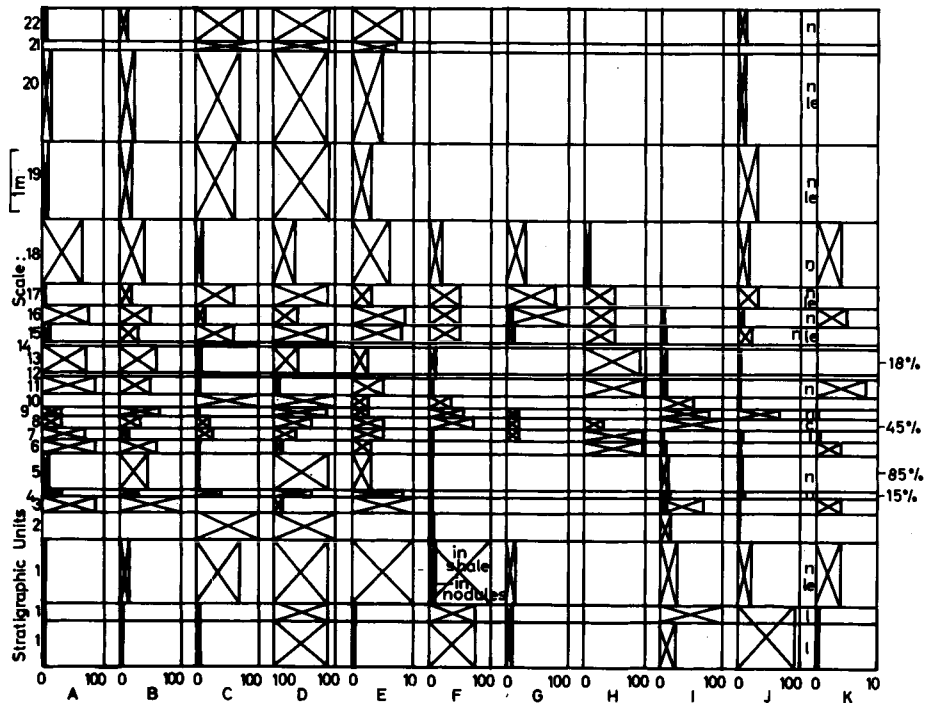 22
n
21
20
n
le
1m
19
n
le
Scale:
18
n
17
n
le
16
n
15
n le
14
13
18%
12
11
n
10
9
8
45%
7
6
5
n
85%
4
15%
3
2
Stratigraphic Units
1
in shale
in nodules
n
le
1
l
1
l
0 100 0 100 0 100 0 100 0 10 0 100 0 100 0 100 0 100 0 100 0 10
A B C D E F G H I J K